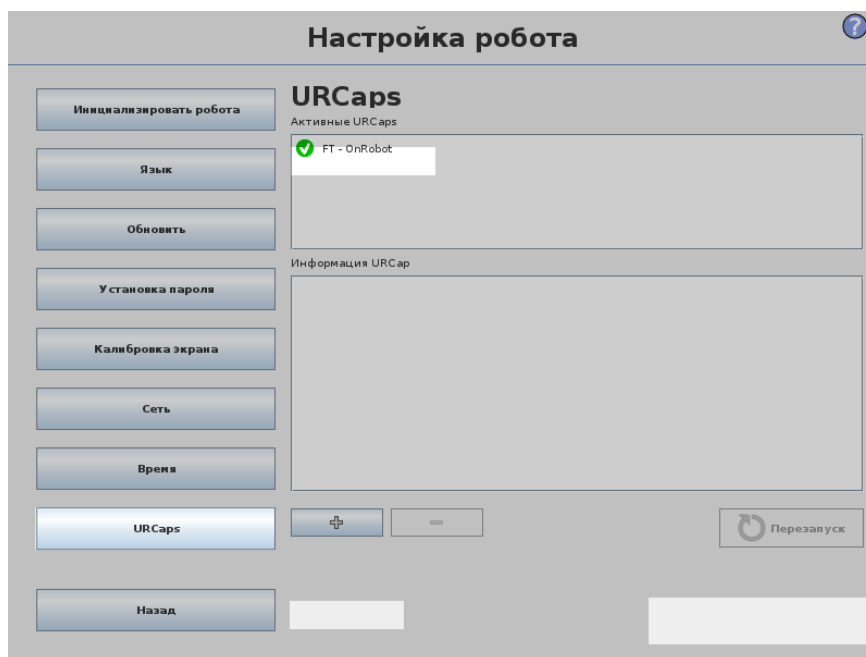 Настройка робота
?
Инициализировать робота
Язык
Обновить
Установка пароля
Калибровка экрана
Сеть
Время
URCaps
Назад
URCaps
Активные URCaps
FT - OnRobot
Информация URCap
Перезапуск